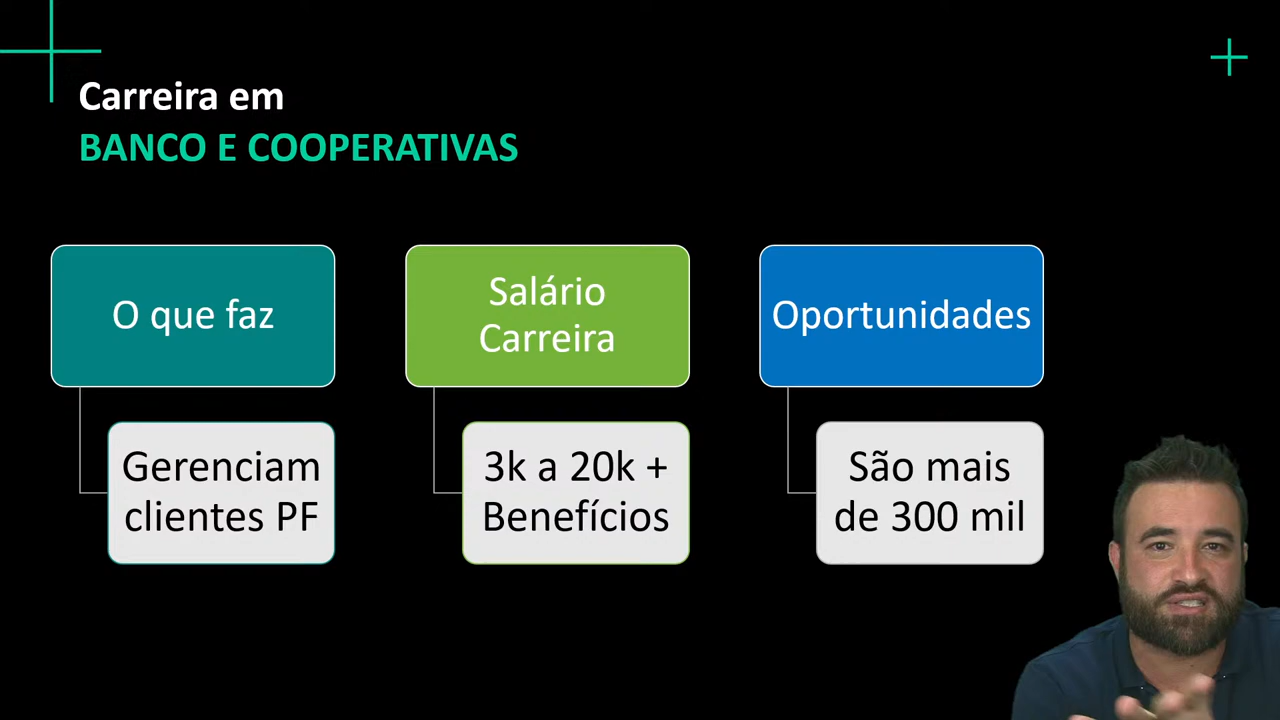 Carreira em
BANCO E COOPERATIVAS
O que faz
Gerenciam
clientes PF
Salário
Carreira
3k a 20k +
Benefícios
Oportunidades
São mais
de 300 mil